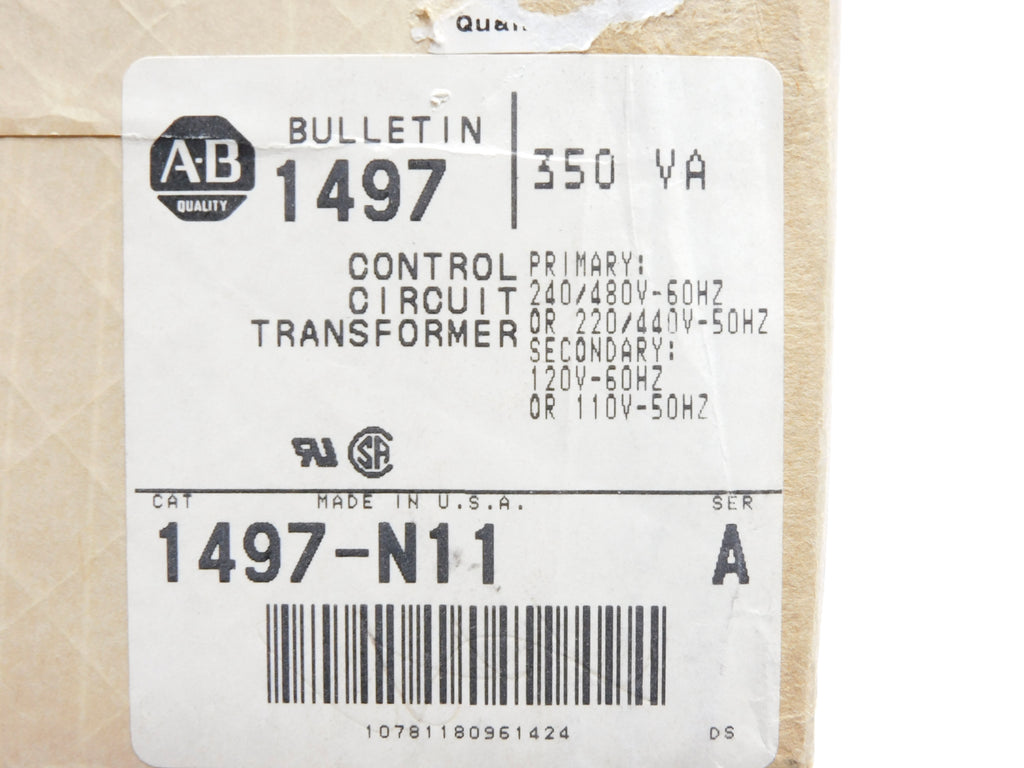 BULLETIN
1497
350 VA
A-B
QUALITY
CONTROL
CIRCUIT
TRANSFORMER
PRIMARY:
240/480V-60HZ
OR 220/440V-50HZ
SECONDARY:
120V-60HZ
OR 110V-50HZ
CAT
MADE IN U.S.A.
SER
1497-N11
A
10781180961424
DS